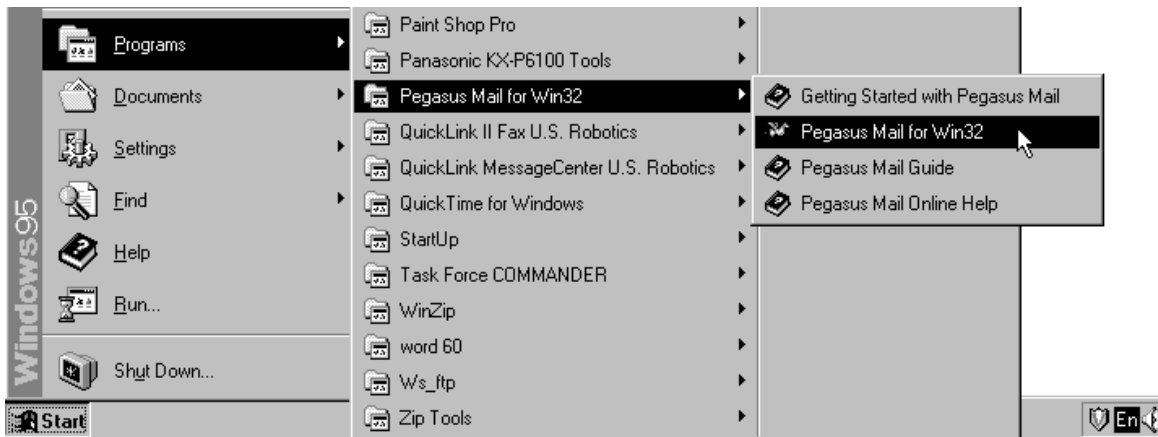 Programs
Documents
Settings
Find
Help
Run...
Shut Down...
Windows95
Start
Paint Shop Pro
Panasonic KX-P6100 Tools
Pegasus Mail for Win32
QuickLink II Fax U.S. Robotics
QuickLink MessageCenter U.S. Robotics
QuickTime for Windows
StartUp
Task Force COMMANDER
WinZip
word 60
Ws_ftp
Zip Tools
Getting Started with Pegasus Mail
Pegasus Mail for Win32
Pegasus Mail Guide
Pegasus Mail Online Help
En